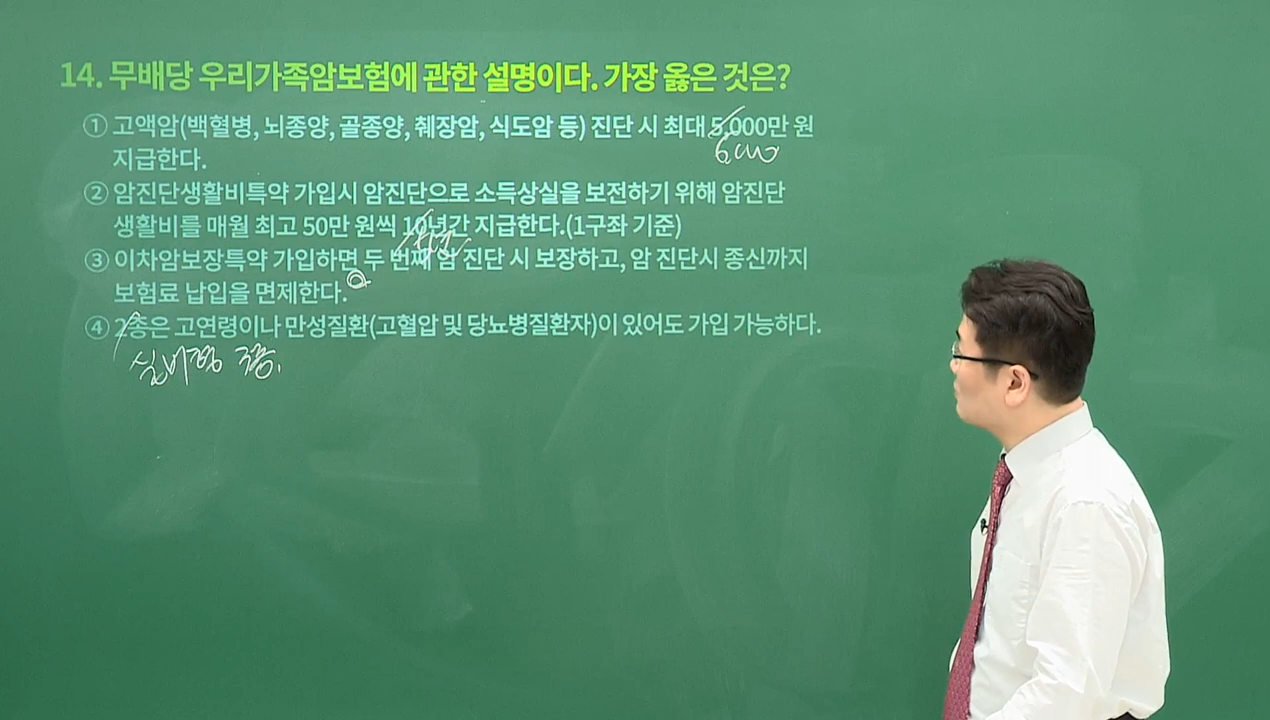 14. 무배당 우리가족암보험에 관한 설명이다. 가장 옳은 것은?
① 고액암(백혈병, 뇌종양, 골종양, 췌장암, 식도암 등) 진단 시 최대 5,000만 원
6000
지급한다.
② 암진단생활비특약 가입시 암진단으로 소득상실을 보전하기 위해 암진단
생활비를 매월 최고 50만 원씩 10년간 지급한다.(1구좌 기준)
③ 이차암보장특약 가입하면 두 번째 암 진단 시 보장하고, 암 진단시 종신까지
보험료 납입을 면제한다.
④ 2종은 고연령이나 만성질환(고혈압 및 당뇨병질환자)이 있어도 가입 가능하다.